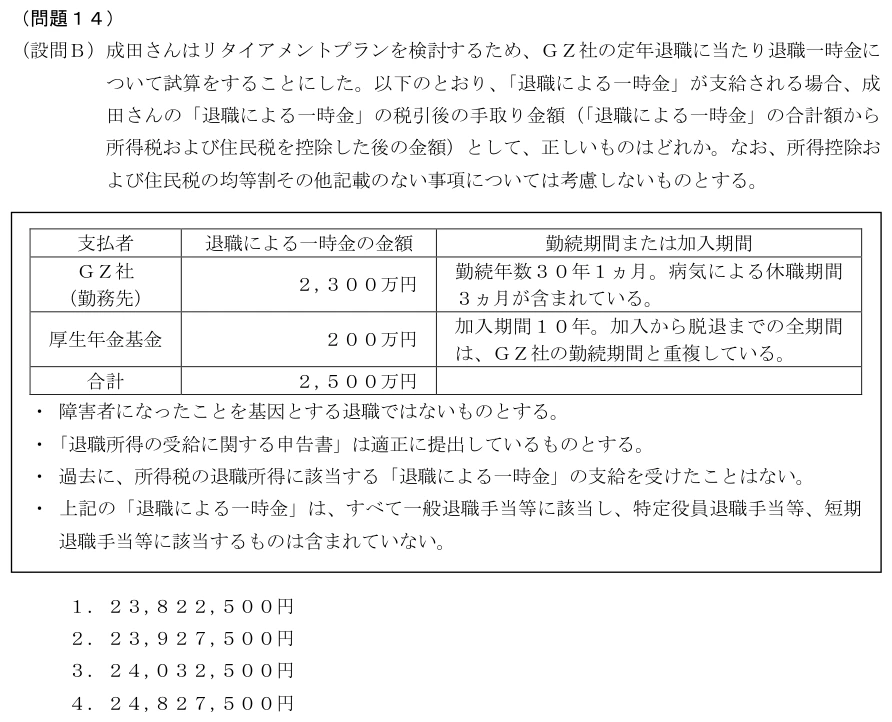 （問題１４）
（設問Ｂ）成田さんはリタイアメントプランを検討するため、ＧＺ社の定年退職に当たり退職一時金に
ついて試算をすることにした。以下のとおり、「退職による一時金」が支給される場合、成
田さんの「退職による一時金」の税引後の手取り金額（「退職による一時金」の合計額から
所得税および住民税を控除した後の金額）として、正しいものはどれか。なお、所得控除お
よび住民税の均等割その他記載のない事項については考慮しないものとする。
支払者 退職による一時金の金額 勤続期間または加入期間
ＧＺ社
（勤務先）
２,３００万円
勤続年数３０年１ヵ月。病気による休職期間
３ヵ月が含まれている。
厚生年金基金
２００万円
加入期間１０年。加入から脱退までの全期間
は、ＧＺ社の勤続期間と重複している。
合計 ２,５００万円
・ 障害者になったことを基因とする退職ではないものとする。
・ 「退職所得の受給に関する申告書」は適正に提出しているものとする。
・ 過去に、所得税の退職所得に該当する「退職による一時金」の支給を受けたことはない。
・ 上記の「退職による一時金」は、すべて一般退職手当等に該当し、特定役員退職手当等、短期
退職手当等に該当するものは含まれていない。
１．２３,８２２,５００円
２．２３,９２７,５００円
３．２４,０３２,５００円
４．２４,８２７,５００円